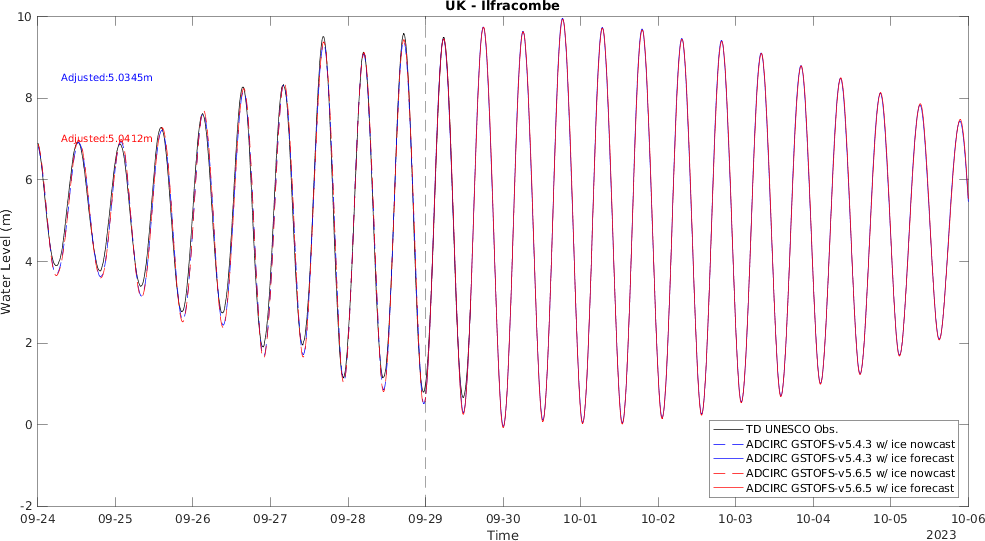 UK - Ilfracombe
10
8
6
4
2
0
-2
Water Level (m)
Adjusted:5.0345m
Adjusted:5.0412m
TD UNESCO Obs.
ADCIRC GSTOFS-v5.4.3 w/ ice nowcast
ADCIRC GSTOFS-v5.4.3 w/ ice forecast
ADCIRC GSTOFS-v5.6.5 w/ ice nowcast
ADCIRC GSTOFS-v5.6.5 w/ ice forecast
09-24 09-25 09-26 09-27 09-28 09-29 09-30 10-01 10-02 10-03 10-04 10-05 10-06
Time
2023